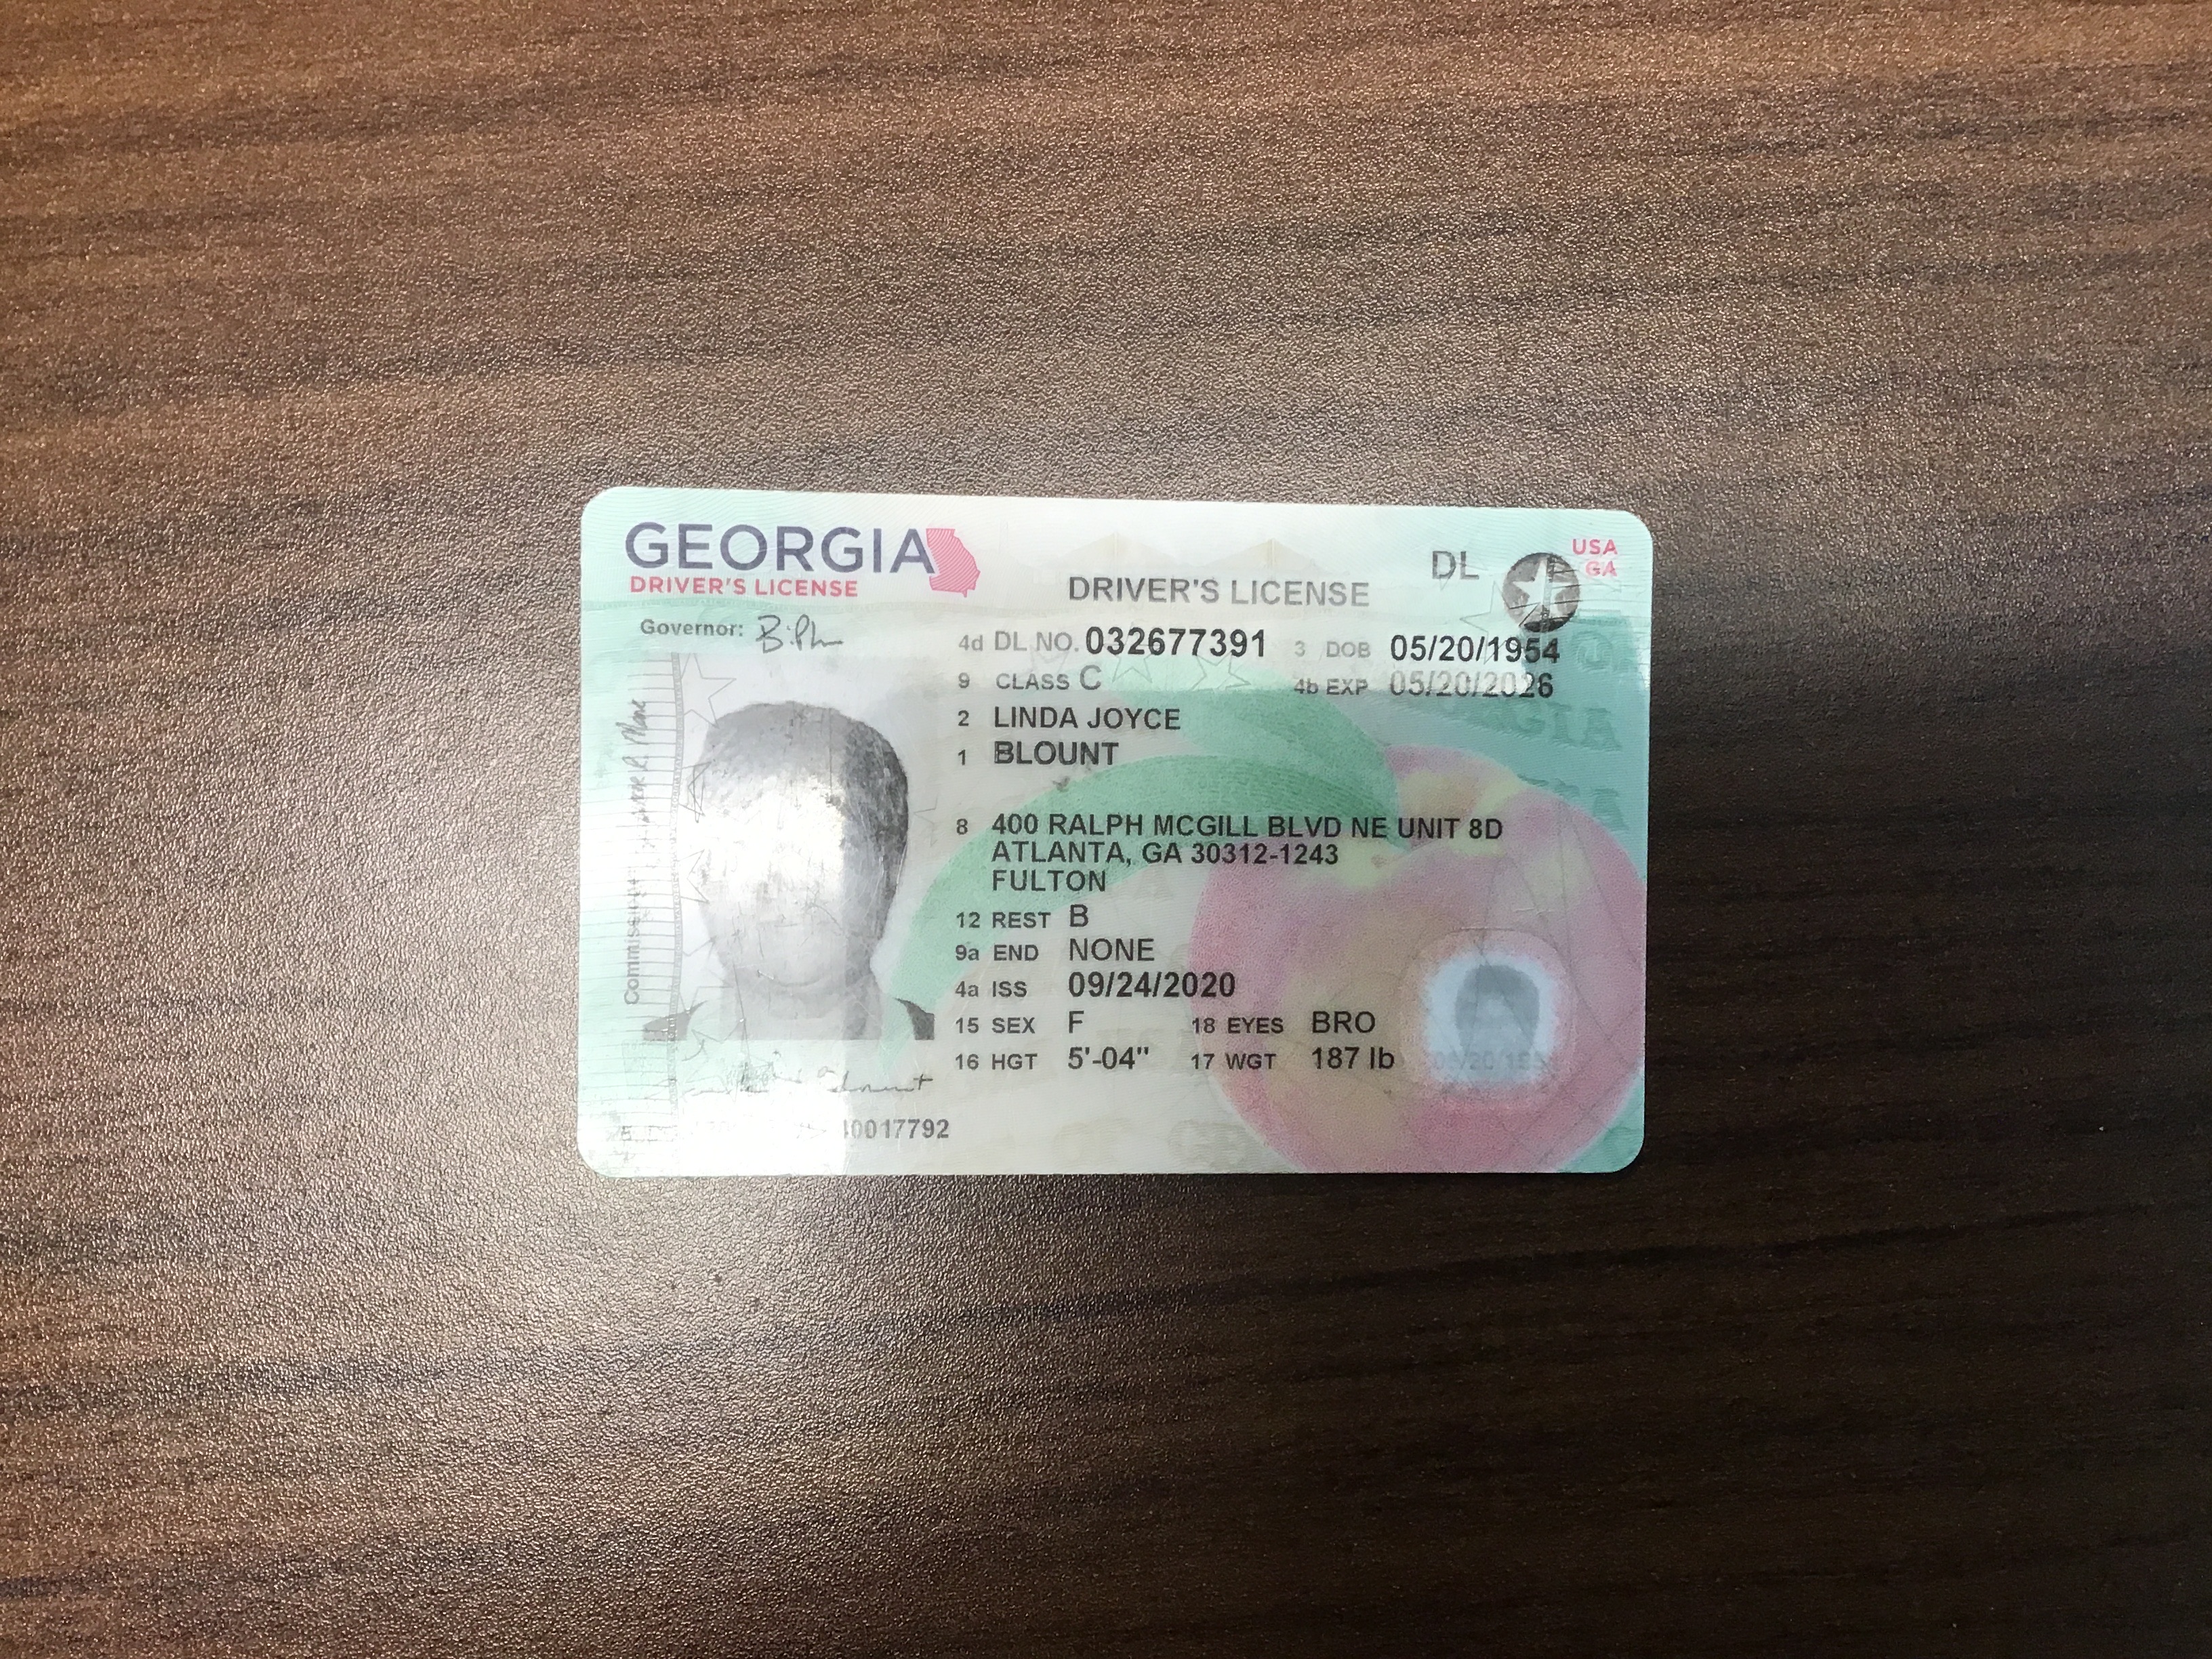 GEORGIA
DRIVER'S LICENSE
DRIVER'S LICENSE
DL
USA
GA
Governor:
4d DL NO. 032677391 3 DOB 05/20/1954
9 CLASS C 4b EXP 05/20/2026
2 LINDA JOYCE
1 BLOUNT
8 400 RALPH MCGILL BLVD NE UNIT 8D
ATLANTA, GA 30312-1243
FULTON
12 REST B
9a END NONE
4a ISS 09/24/2020
15 SEX F 18 EYES BRO
16 HGT 5'-04" 17 WGT 187 lb